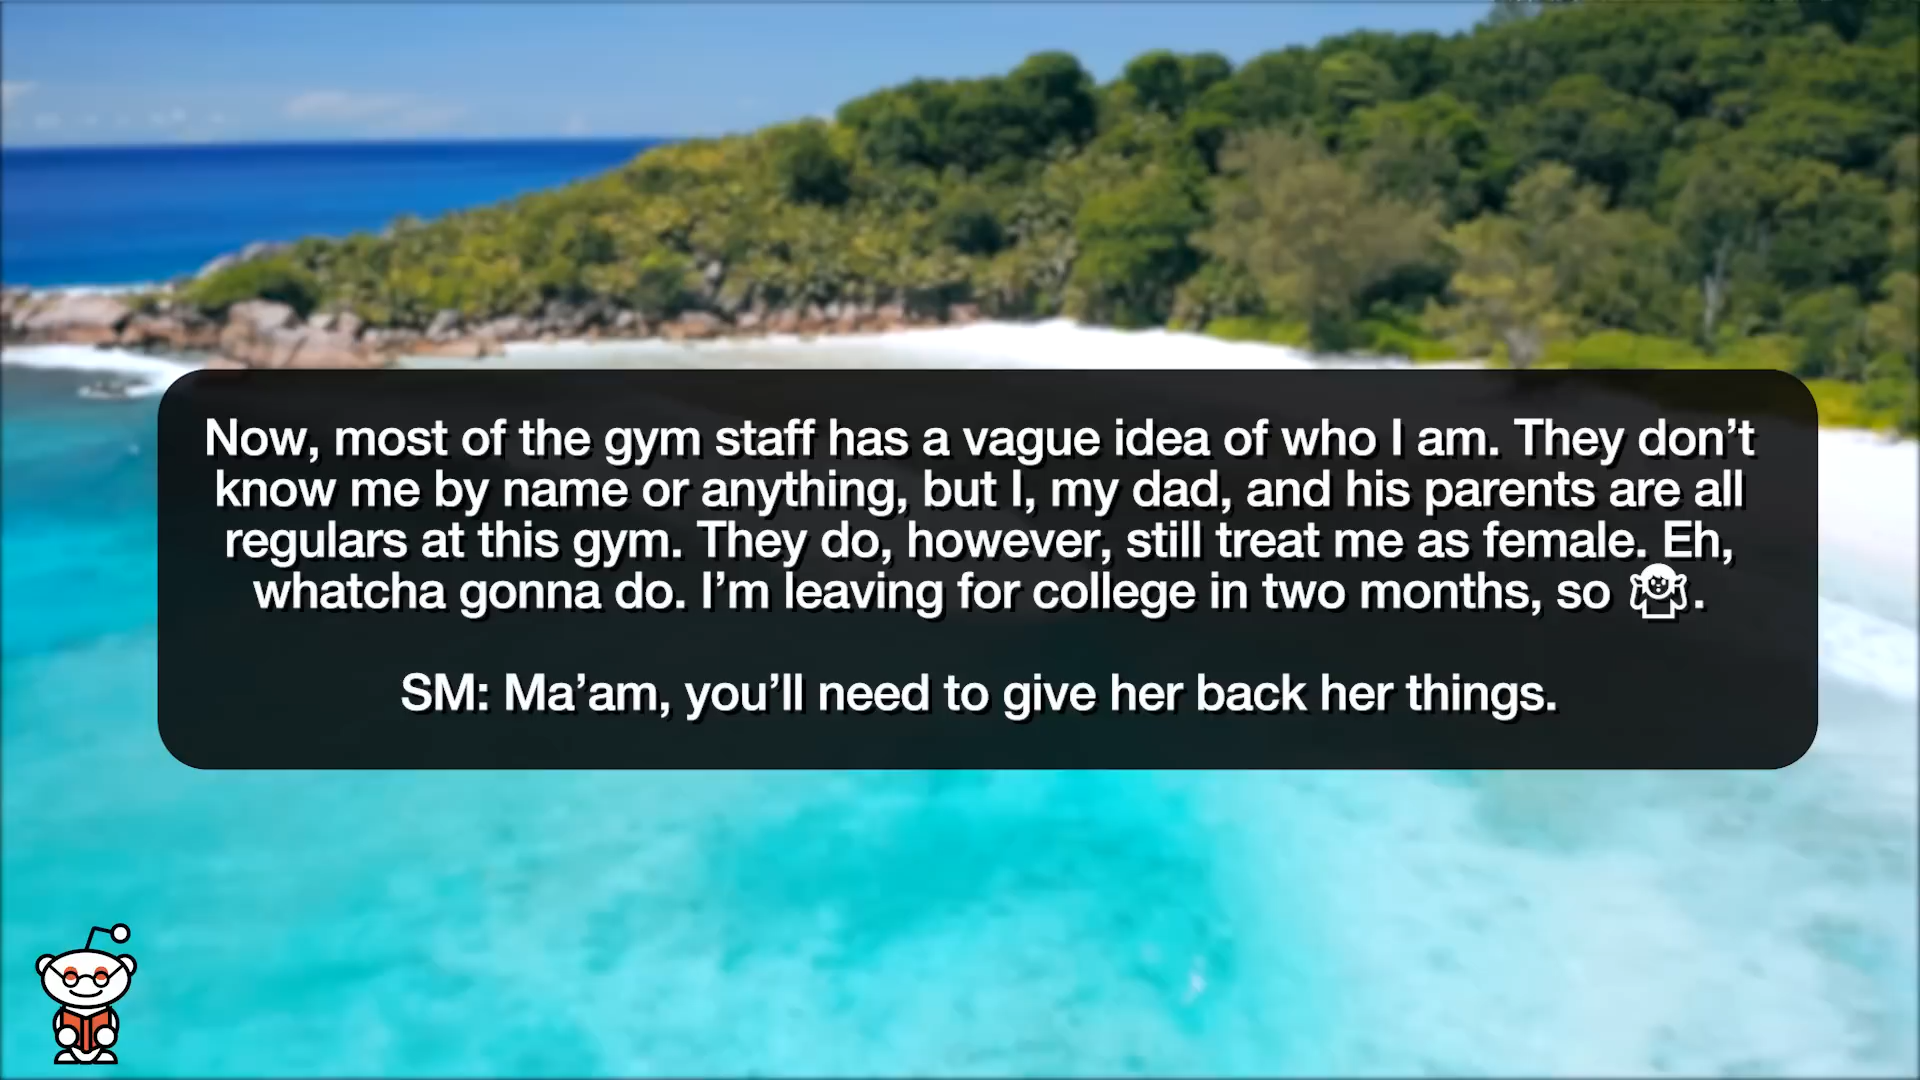 Now, most of the gym staff has a vague idea of who I am. They don’t
know me by name or anything, but I, my dad, and his parents are all
regulars at this gym. They do, however, still treat me as female. Eh,
whatcha gonna do. I’m leaving for college in two months, so 🤷.
SM: Ma’am, you’ll need to give her back her things.